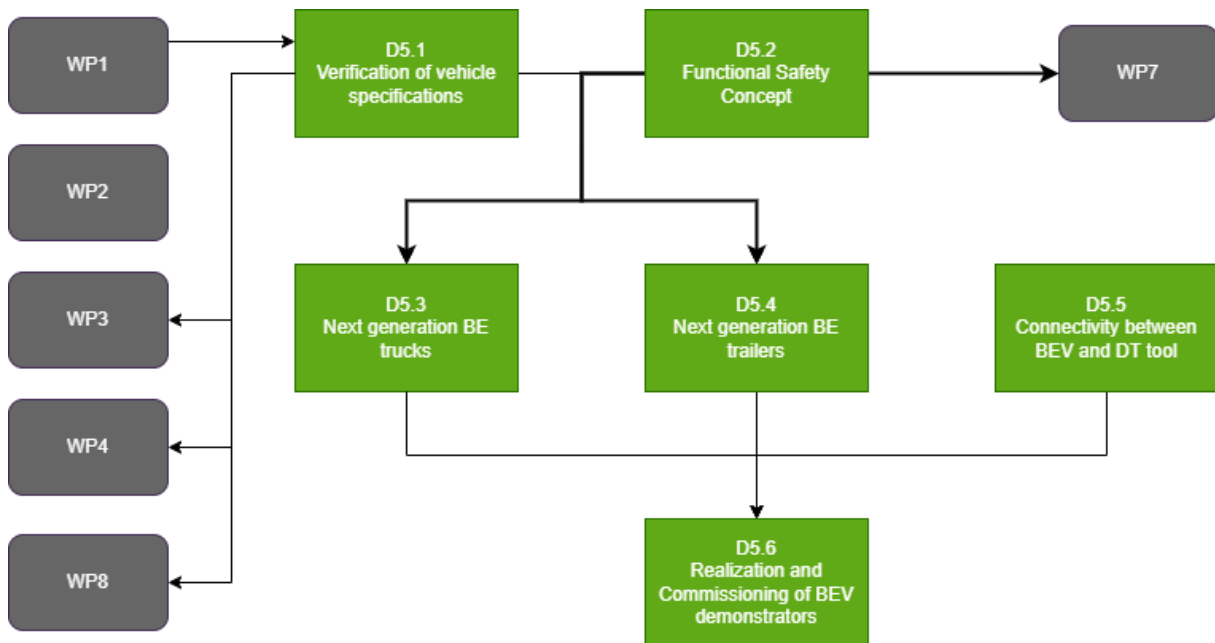 WP1
D5.1
Verification of vehicle
specifications
D5.2
Functional Safety
Concept
WP7
WP2
WP3
D5.3
Next generation BE
trucks
D5.4
Next generation BE
trailers
D5.5
Connectivity between
BEV and DT tool
WP4
WP8
D5.6
Realization and
Commissioning of BEV
demonstrators